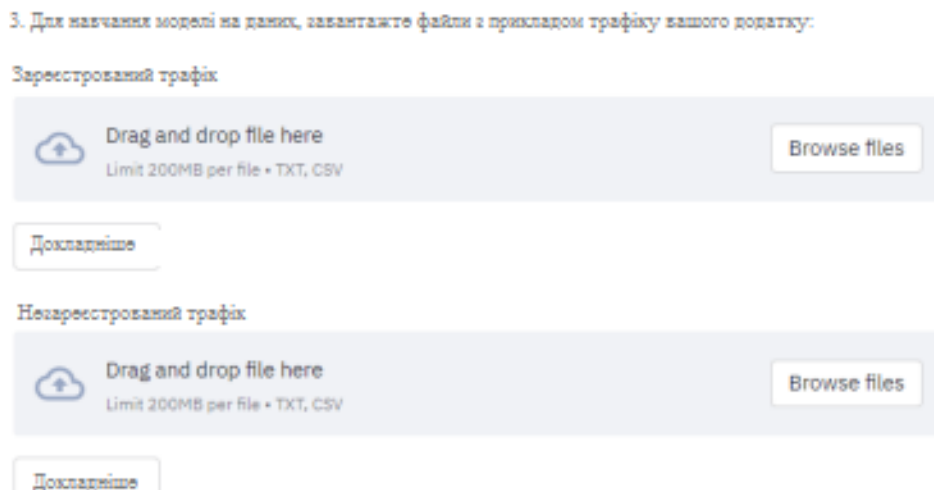 3. Для навчання моделі на даних, завантажте файли з прикладом трафіку вашого додатку:
Зареєстрований трафік
Drag and drop file here
Limit 200MB per file • TXT, CSV
Browse files
Докладніше
Незареєстрований трафік
Drag and drop file here
Limit 200MB per file • TXT, CSV
Browse files
Докладніше